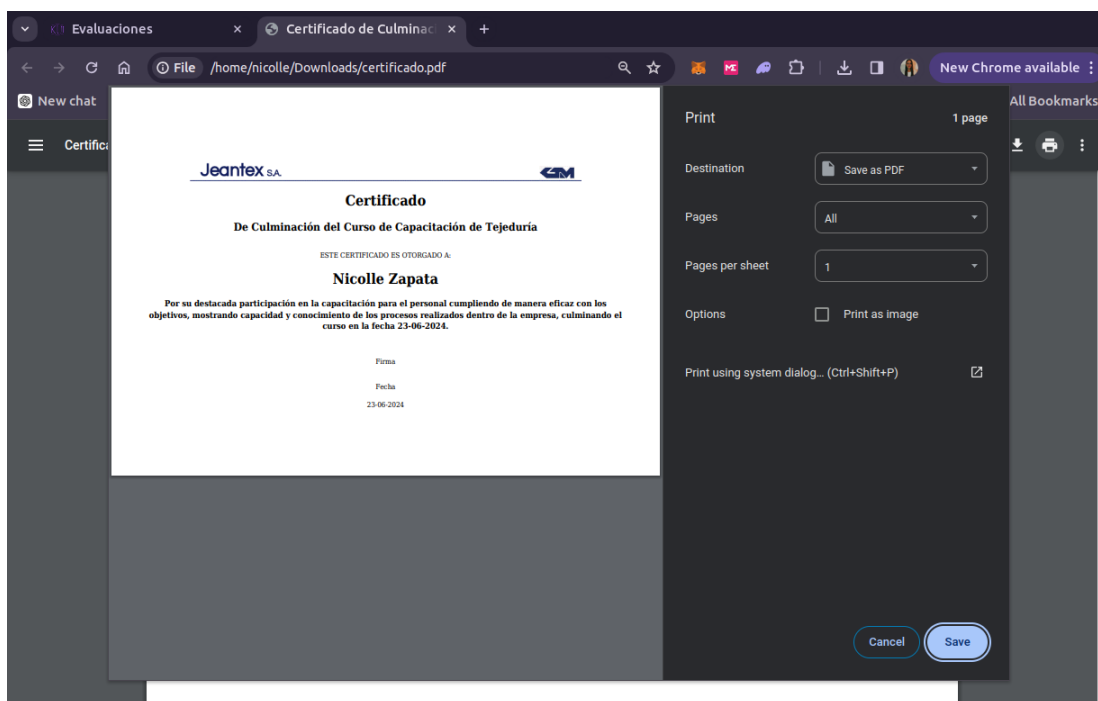 Evaluaciones
Certificado de Culminac
File /home/nicolle/Downloads/certificado.pdf
New Chrome available
New chat
All Bookmarks
Certifica
Jeantex S.A.
Certificado
De Culminación del Curso de Capacitación de Tejeduría
ESTE CERTIFICADO ES OTORGADO A:
Nicolle Zapata
Por su destacada participación en la capacitación para el personal cumpliendo de manera eficaz con los
objetivos, mostrando capacidad y conocimiento de los procesos realizados dentro de la empresa, culminando el
curso en la fecha 23-06-2024.
Firma
Fecha
23-06-2024
Print
1 page
Destination
Save as PDF
Pages
All
Pages per sheet
1
Options
Print as image
Print using system dialog... (Ctrl+Shift+P)
Cancel
Save